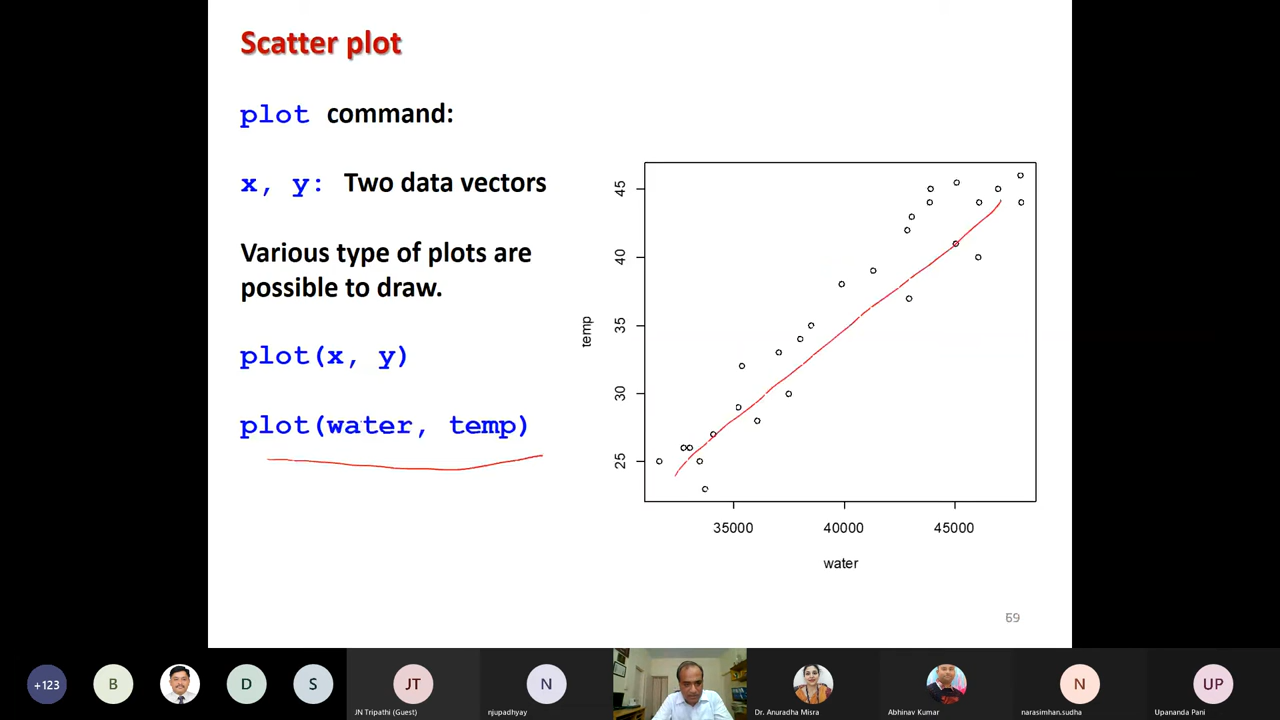 Scatter plot
plot command:
x, y: Two data vectors
Various type of plots are
possible to draw.
plot(x, y)
plot(water, temp)
45
40
35
30
25
temp
35000 40000 45000
water
69
+123
B
D
S
JT
N
N
UP
JN Tripathi (Guest)
njupadhyay
Dr. Anuradha Misra
Abhinav Kumar
narasimhan.sudha
Upananda Pani